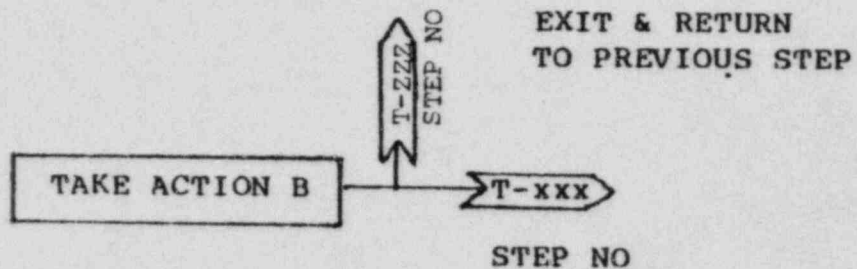 EXIT & RETURN
TO PREVIOUS STEP
T-ZZZ
STEP NO
TAKE ACTION B
T-xxx
STEP NO